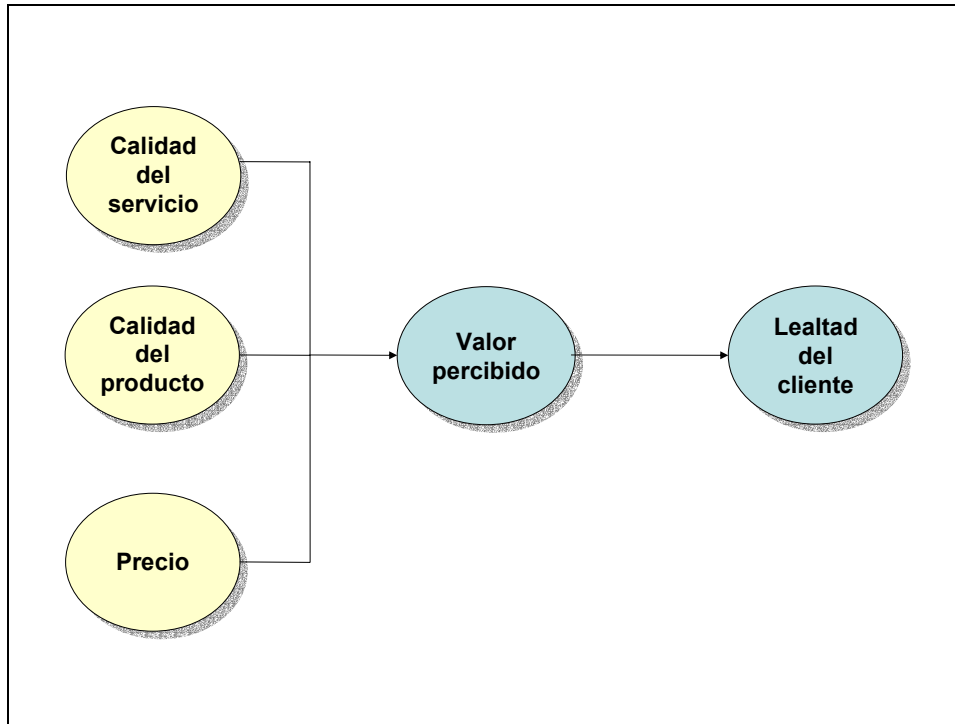 Calidad
del
servicio
Calidad
del
producto
Precio
Valor
percibido
Lealtad
del
cliente